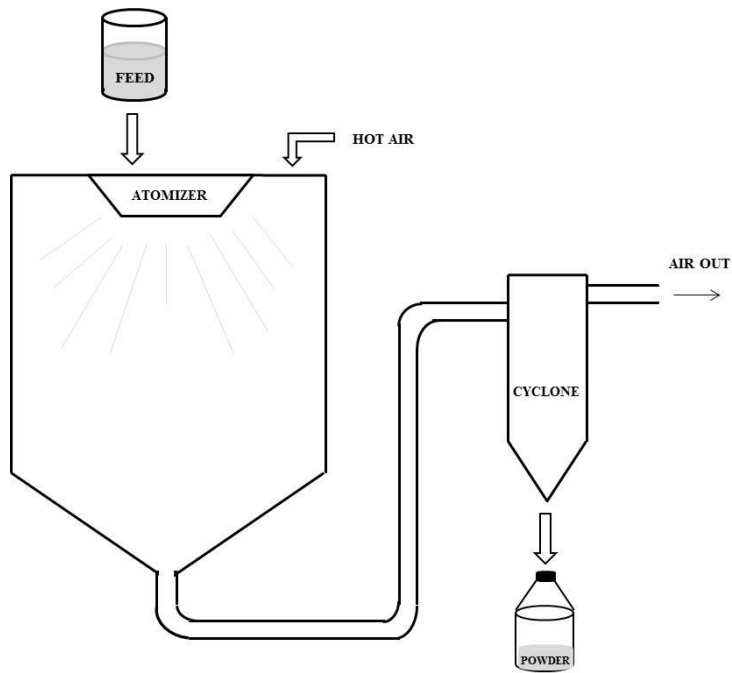 FEED
HOT AIR
ATOMIZER
AIR OUT
CYCLONE
POWDER